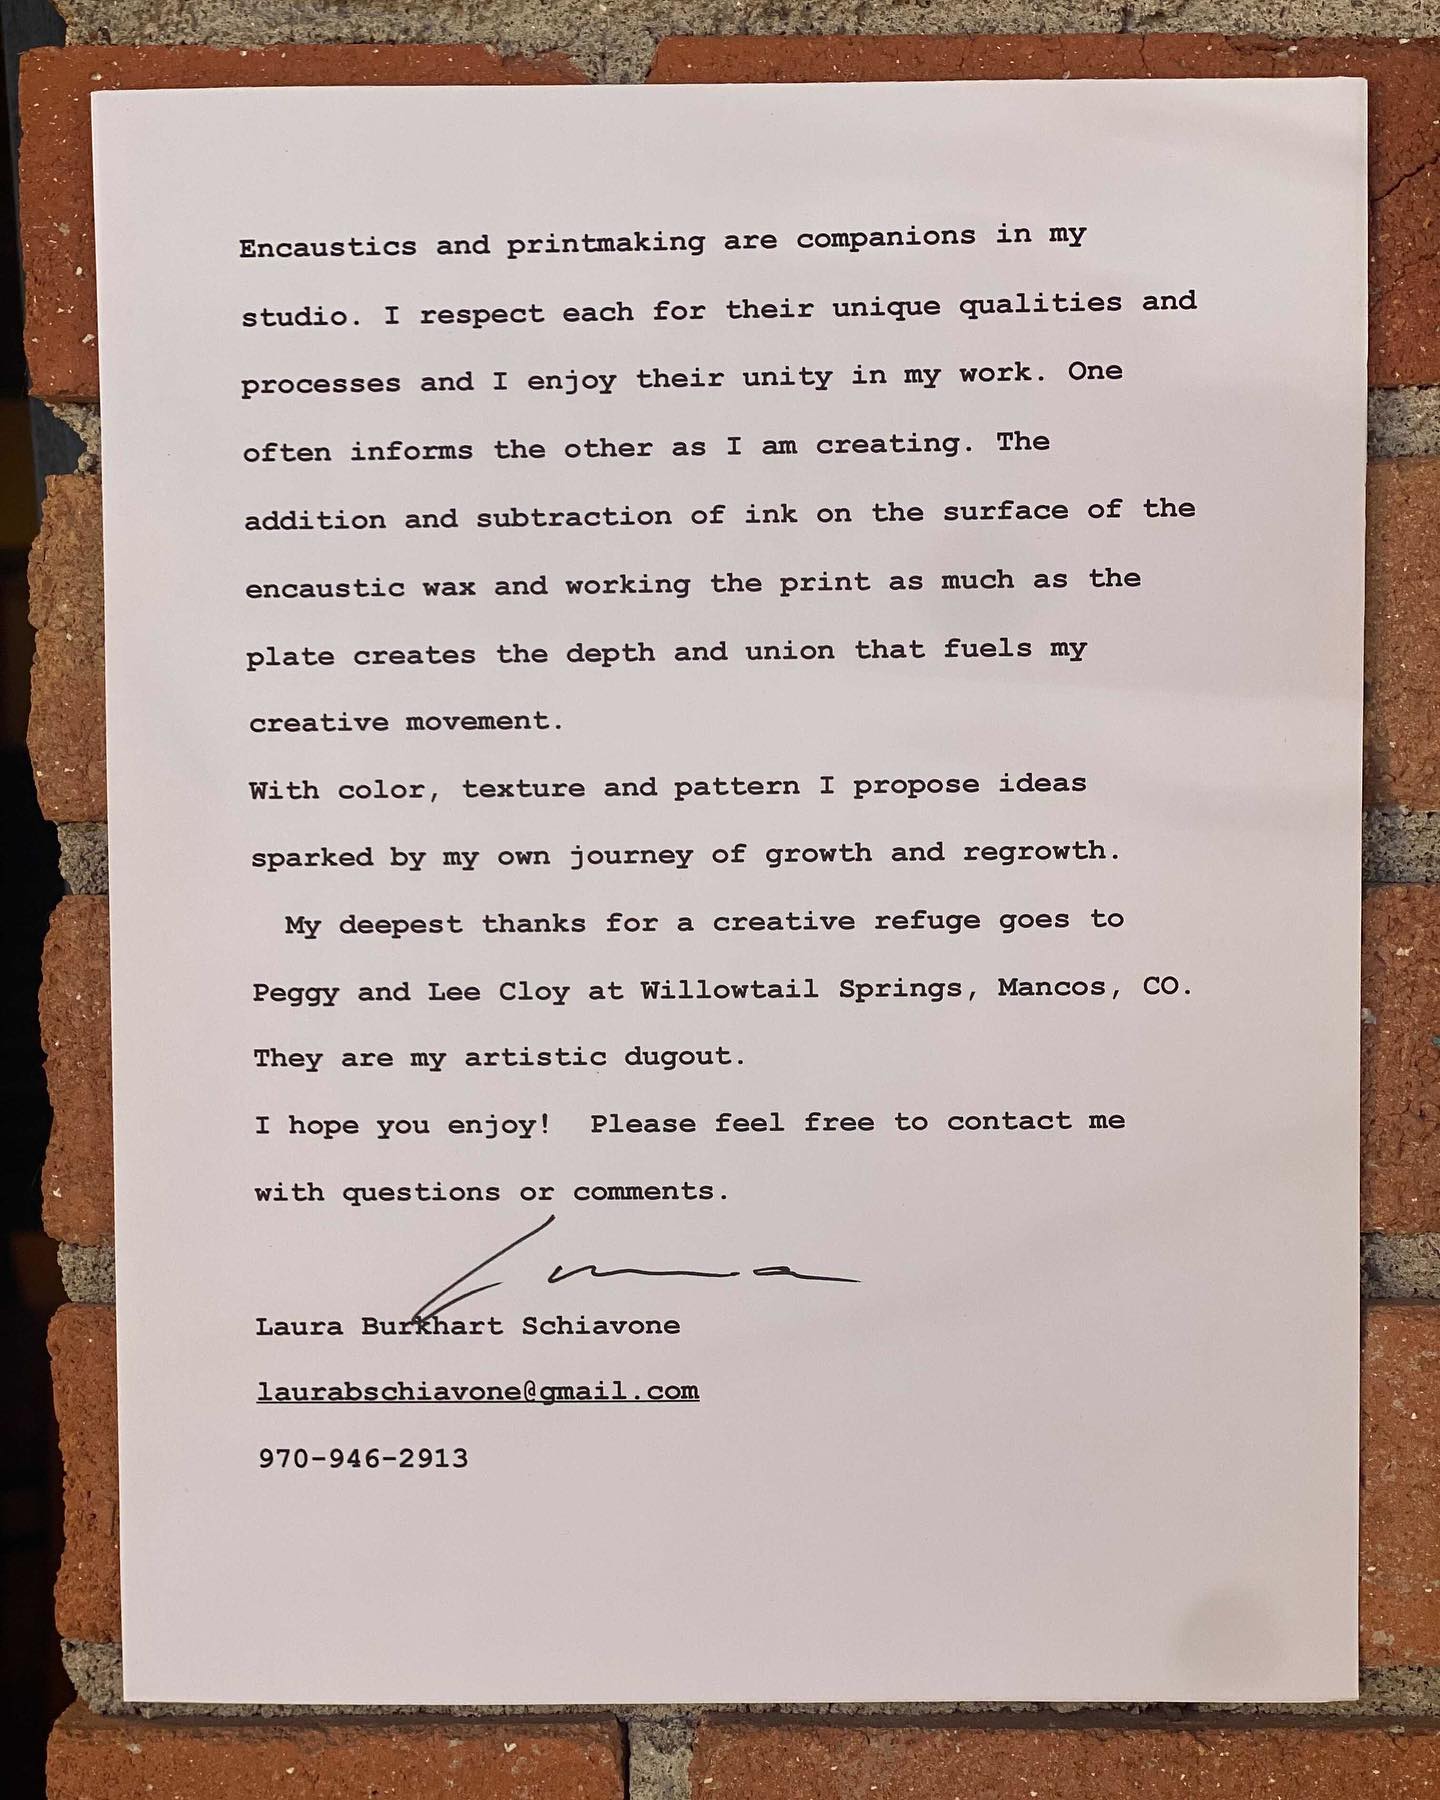 Encaustics and printmaking are companions in my
studio. I respect each for their unique qualities and
processes and I enjoy their unity in my work. One
often informs the other as I am creating. The
addition and subtraction of ink on the surface of the
encaustic wax and working the print as much as the
plate creates the depth and union that fuels my
creative movement.
With color, texture and pattern I propose ideas
sparked by my own journey of growth and regrowth.
My deepest thanks for a creative refuge goes to
Peggy and Lee Cloy at Willowtail Springs, Mancos, CO.
They are my artistic dugout.
I hope you enjoy!  Please feel free to contact me
with questions or comments.
Laura
Laura Burkhart Schiavone
laurabschiavone@gmail.com
970-946-2913